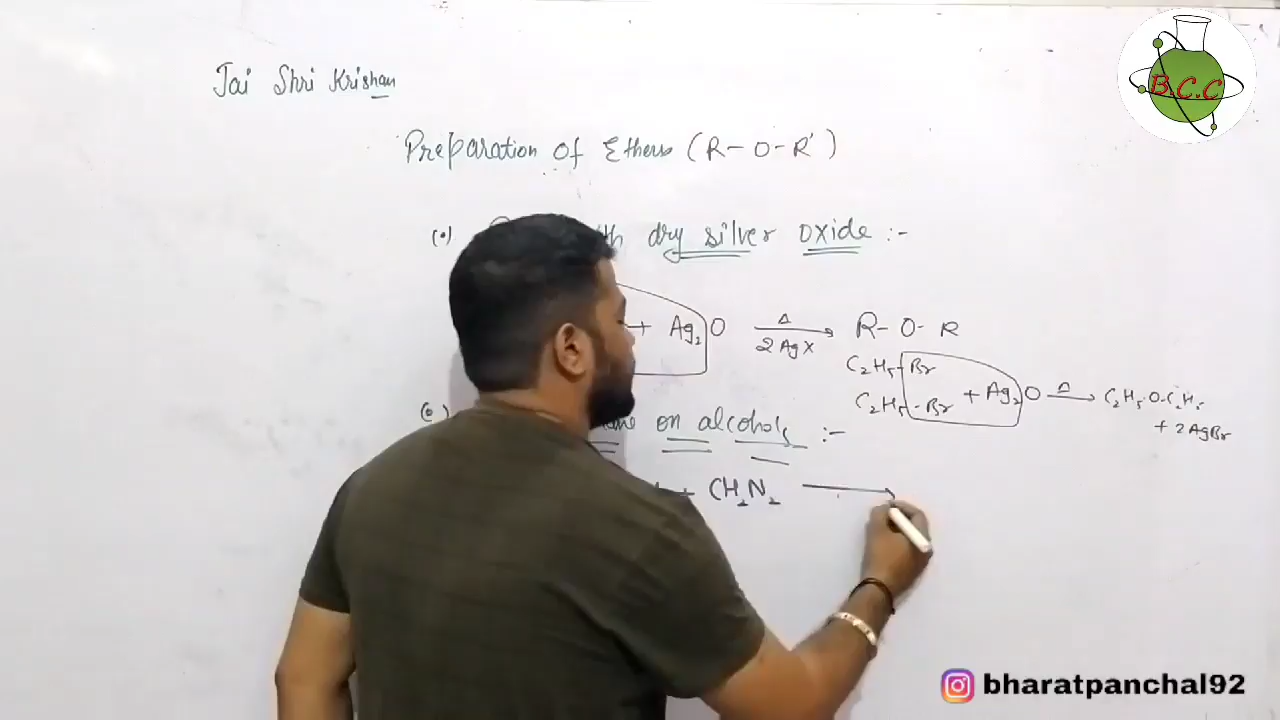 Jai Shri Krishan
B.C.C
Preparation of Ethers (R-O-R')
(•) dry silver oxide :-
+ Ag₂O →Δ 2AgX R-O-R
C₂H₅-Br
C₂H₅-Br + Ag₂O →Δ C₂H₅-O-C₂H₅
+ 2AgBr
(•) on alcohols :-
+ CH₂N₂ →
bharatpanchal92